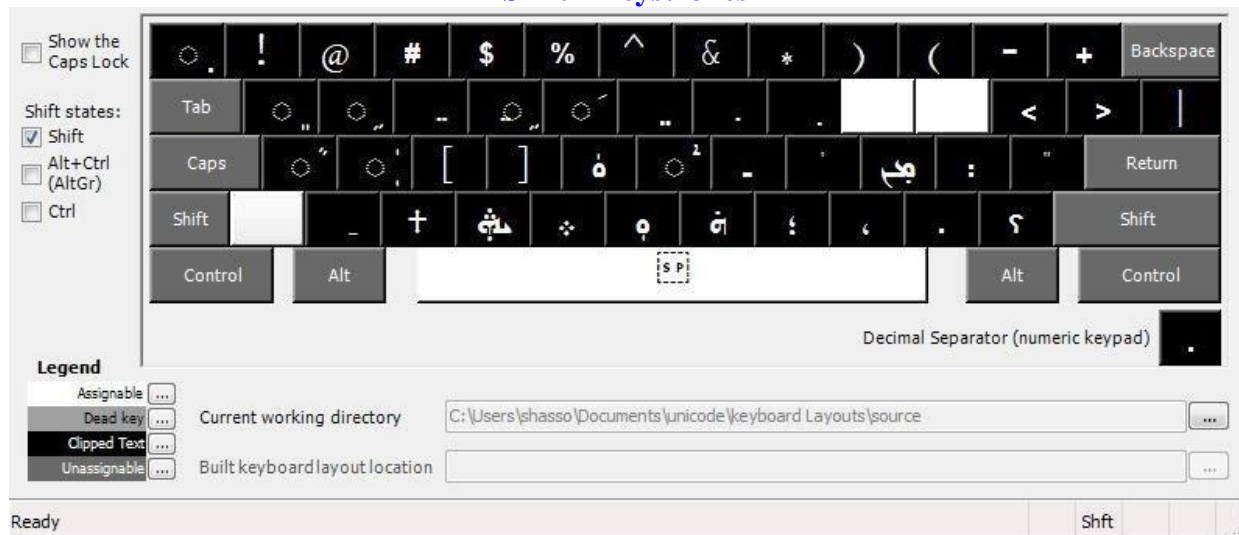 Show the
Caps Lock
! @ # $ % ^ & * ) ( - + Backspace
Shift states:
Tab < > |
Shift
Alt+Ctrl
(AltGr)
Caps [ ] : " Return
Ctrl
Shift _ ؛ ، . ؟ Shift
Control Alt SP Alt Control
Decimal Separator (numeric keypad) .
Legend
Assignable ...
Dead key ... Current working directory C:\Users\shasso\Documents\unicode\keyboard Layouts\source ...
Clipped Text ...
Unassignable ... Built keyboard layout location ...
Ready Shft